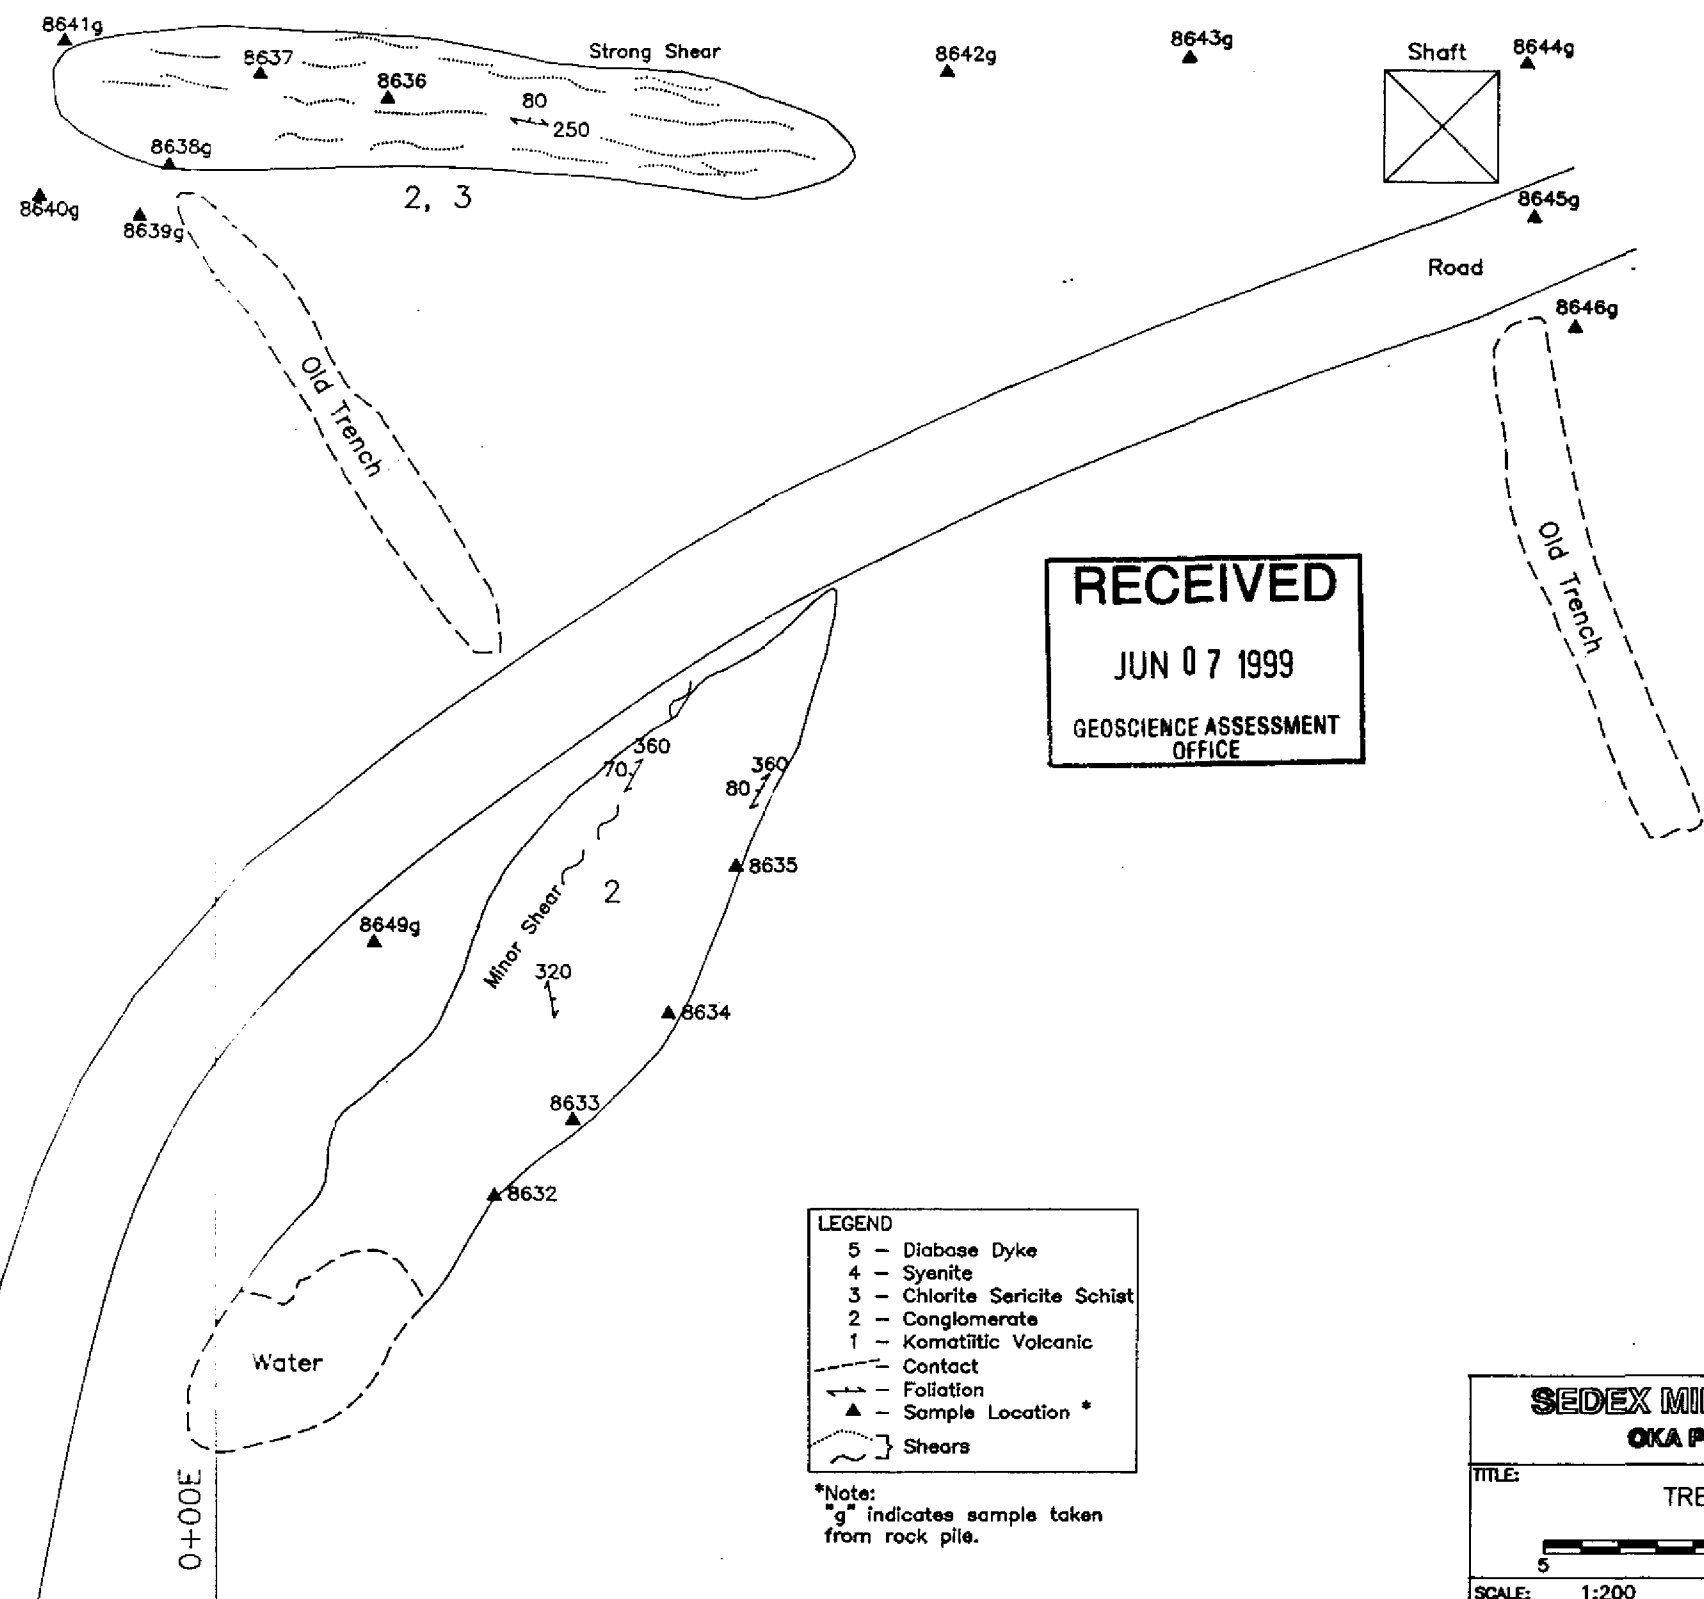 8641g
8637
8636
Strong Shear
80
250
8642g
8643g
Shaft
8644g
8638g
2, 3
8640g
8639g
8645g
Road
8646g
Old Trench
Old Trench
RECEIVED
JUN 07 1999
GEOSCIENCE ASSESSMENT
OFFICE
360
70
360
80
8635
2
Minor Shear
8649g
320
8634
8633
8632
Water
0+00E
LEGEND
5 – Diabase Dyke
4 – Syenite
3 – Chlorite Sericite Schist
2 – Conglomerate
1 – Komatiitic Volcanic
– Contact
– Foliation
– Sample Location *
Shears
*Note:
"g" indicates sample taken
from rock pile.
SEDEX
OKA
TITLE:
5
SCALE: 1:200